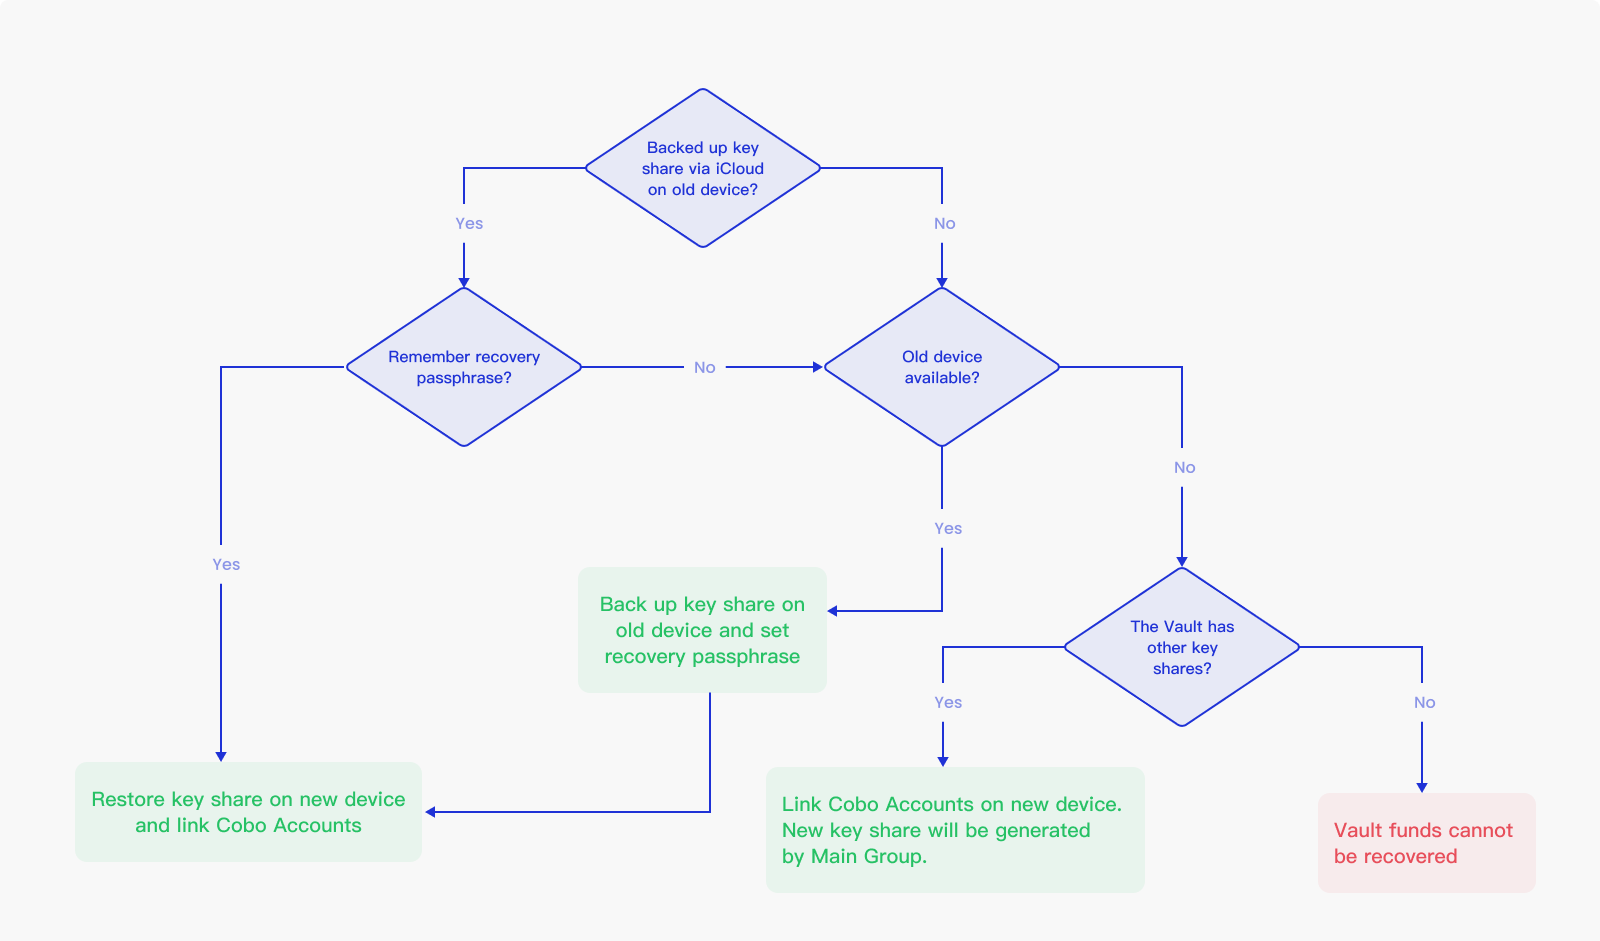 Backed up key
share via iCloud
on old device?
Yes
No
Remember recovery
passphrase?
No
Old device
available?
No
Yes
Yes
Back up key share on
old device and set
recovery passphrase
The Vault has
other key
shares?
Yes
No
Restore key share on new device
and link Cobo Accounts
Link Cobo Accounts on new device.
New key share will be generated
by Main Group.
Vault funds cannot
be recovered